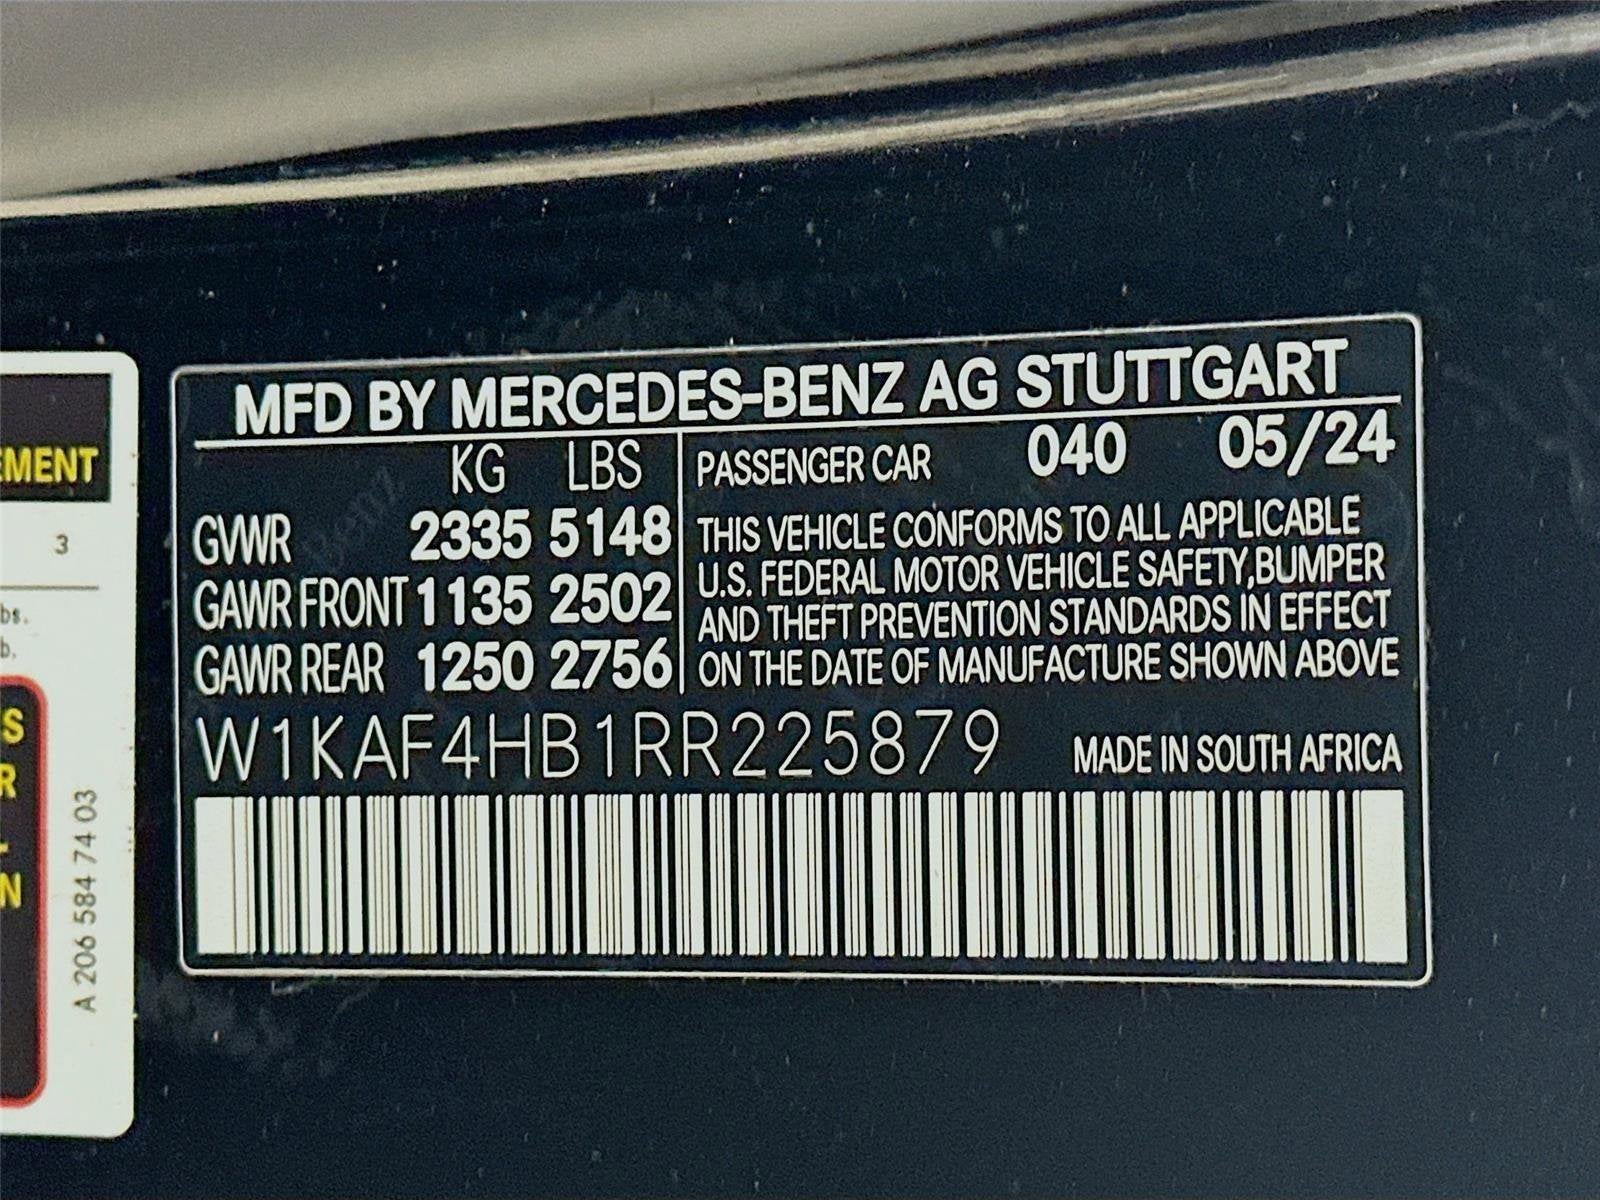 MFD BY MERCEDES-BENZ AG STUTTGART
KG LBS
GVWR 2335 5148
GAWR FRONT 1135 2502
GAWR REAR 1250 2756
PASSENGER CAR 040 05/24
THIS VEHICLE CONFORMS TO ALL APPLICABLE
U.S. FEDERAL MOTOR VEHICLE SAFETY,BUMPER
AND THEFT PREVENTION STANDARDS IN EFFECT
ON THE DATE OF MANUFACTURE SHOWN ABOVE
W1KAF4HB1RR225879
MADE IN SOUTH AFRICA
EMENT
3
bs.
b.
S
R
-
N
A 206 584 74 03